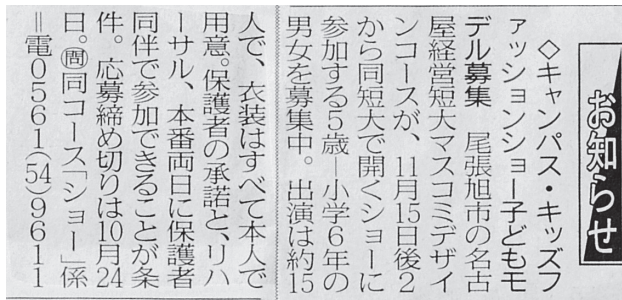 お知らせ
◇キャンパス・キッズフ
ァッションショー子どもモ
デル募集　尾張旭市の名古
屋経営短大マスコミデザイ
ンコースが、11月15日後2
から同短大で開くショーに
参加する5歳―小学6年の
男女を募集中。出演は約15
人で、衣装はすべて本人で
用意。保護者の承諾と、リハ
ーサル、本番両日に保護者
同伴で参加できることが条
件。応募締め切りは10月24
日。問同コース「ショー」係
＝電0561(54)9611